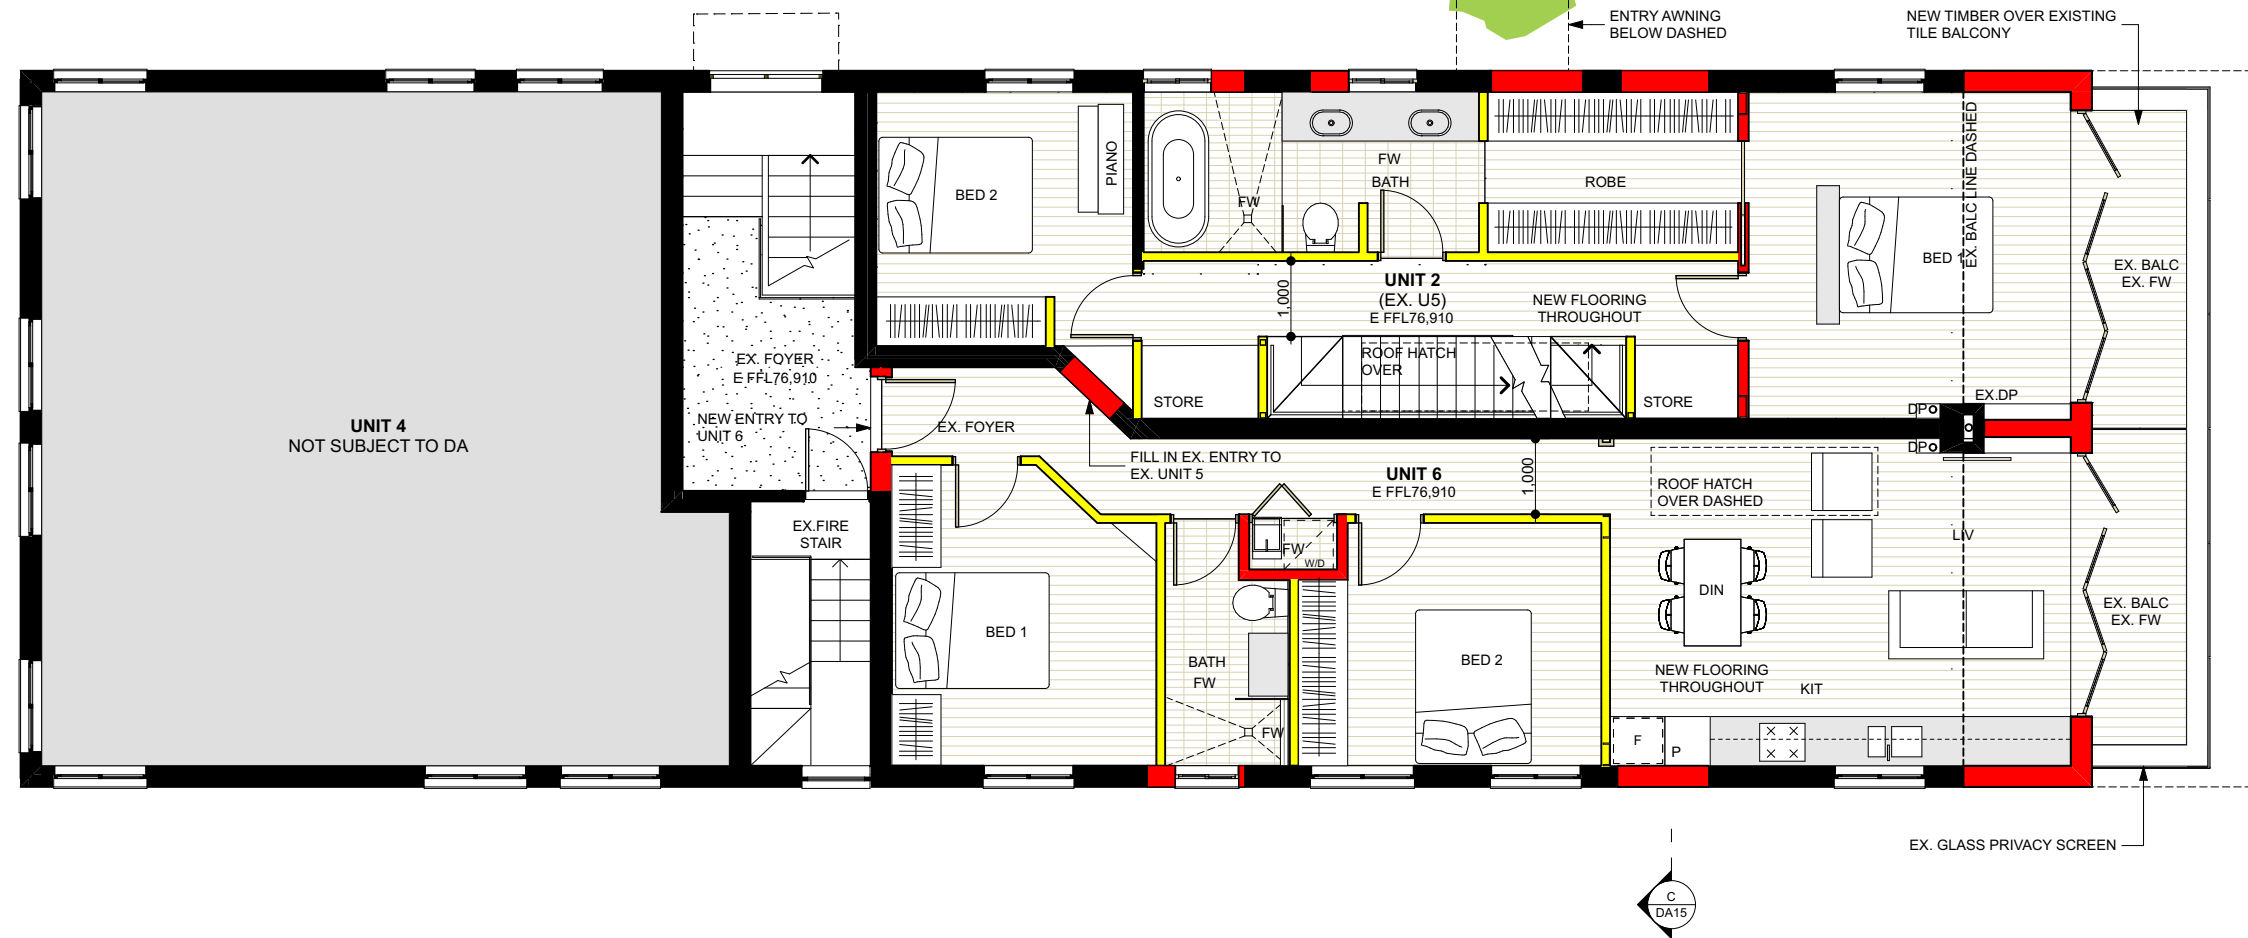 ENTRY AWNING
BELOW DASHED
NEW TIMBER OVER EXISTING
TILE BALCONY
BED 2
PIANO
FW
FW
BATH
ROBE
EX. BALC LINE DASHED
BED 1
EX. BALC
EX. FW
UNIT 2
(EX. U5)
E FFL76,910
1,000
NEW FLOORING
THROUGHOUT
ROOF HATCH
OVER
STORE
STORE
EX. FOYER
E FFL76,910
NEW ENTRY TO
UNIT 6
UNIT 4
NOT SUBJECT TO DA
EX. FOYER
FILL IN EX. ENTRY TO
EX. UNIT 5
UNIT 6
E FFL76,910
1,000
DP
EX.DP
DP
ROOF HATCH
OVER DASHED
EX.FIRE
STAIR
FW
W/D
LIV
DIN
EX. BALC
EX. FW
BED 1
BATH
FW
FW
BED 2
NEW FLOORING
THROUGHOUT
KIT
F
P
EX. GLASS PRIVACY SCREEN
C
DA15